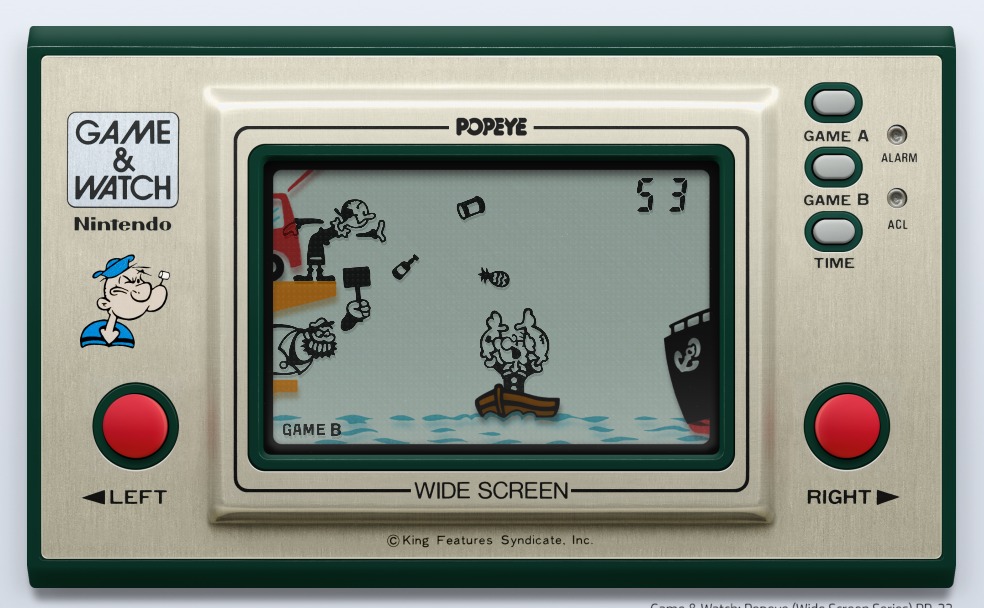 POPEYE
GAME
&
WATCH
Nintendo
53
GAME A
ALARM
GAME B
ACL
TIME
GAME B
◀LEFT
WIDE SCREEN
RIGHT▶
©King Features Syndicate, Inc.
Game & Watch: Popeye (Wide Screen Series) PP-23